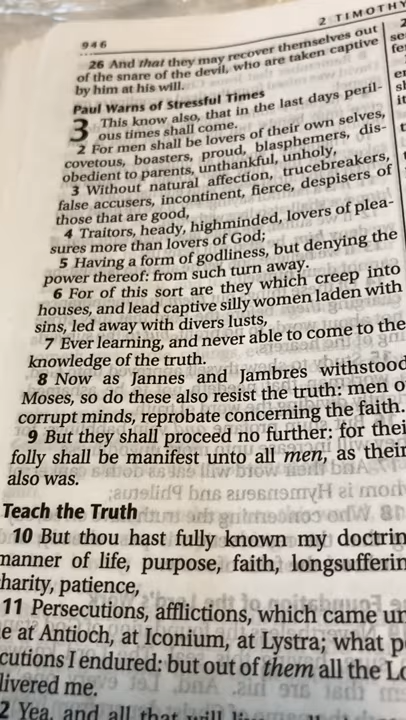 946
2 TIMOTHY
26 And that they may recover themselves out
of the snare of the devil, who are taken captive
by him at his will.
Paul Warns of Stressful Times
3 This know also, that in the last days peril-
ous times shall come.
2 For men shall be lovers of their own selves,
covetous, boasters, proud, blasphemers, dis-
obedient to parents, unthankful, unholy,
3 Without natural affection, trucebreakers,
false accusers, incontinent, fierce, despisers of
those that are good,
4 Traitors, heady, highminded, lovers of plea-
sures more than lovers of God;
5 Having a form of godliness, but denying the
power thereof: from such turn away.
6 For of this sort are they which creep into
houses, and lead captive silly women laden with
sins, led away with divers lusts,
7 Ever learning, and never able to come to the
knowledge of the truth.
8 Now as Jannes and Jambres withstood
Moses, so do these also resist the truth: men o
corrupt minds, reprobate concerning the faith.
9 But they shall proceed no further: for thei
folly shall be manifest unto all men, as their
also was.
Teach the Truth
10 But thou hast fully known my doctrin
manner of life, purpose, faith, longsufferin
harity, patience,
11 Persecutions, afflictions, which came un
e at Antioch, at Iconium, at Lystra; what p
cutions I endured: but out of them all the Lo
livered me.
2 Yea, and all that will